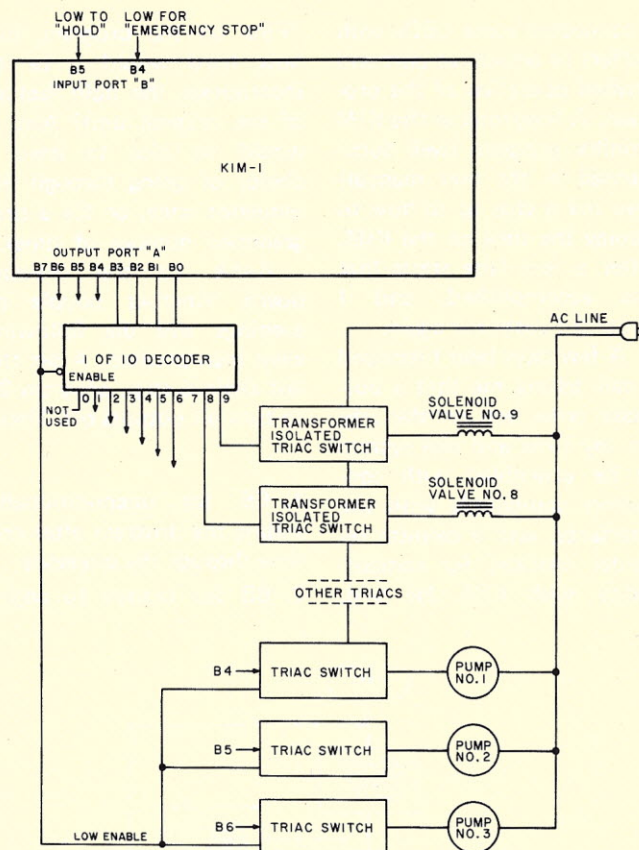 LOW TO
"HOLD"
LOW FOR
"EMERGENCY STOP"
B5
B4
INPUT PORT "B"
KIM-1
OUTPUT PORT "A"
B7 B6 B5 B4 B3 B2 B1 B0
1 OF 10 DECODER
ENABLE
NOT
USED
0 1 2 3 4 5 6 7 8 9
AC LINE
TRANSFORMER
ISOLATED
TRIAC SWITCH
SOLENOID
VALVE NO. 9
TRANSFORMER
ISOLATED
TRIAC SWITCH
SOLENOID
VALVE NO. 8
OTHER TRIACS
B4
TRIAC SWITCH
PUMP
NO. 1
B5
TRIAC SWITCH
PUMP
NO. 2
LOW ENABLE
B6
TRIAC SWITCH
PUMP
NO. 3